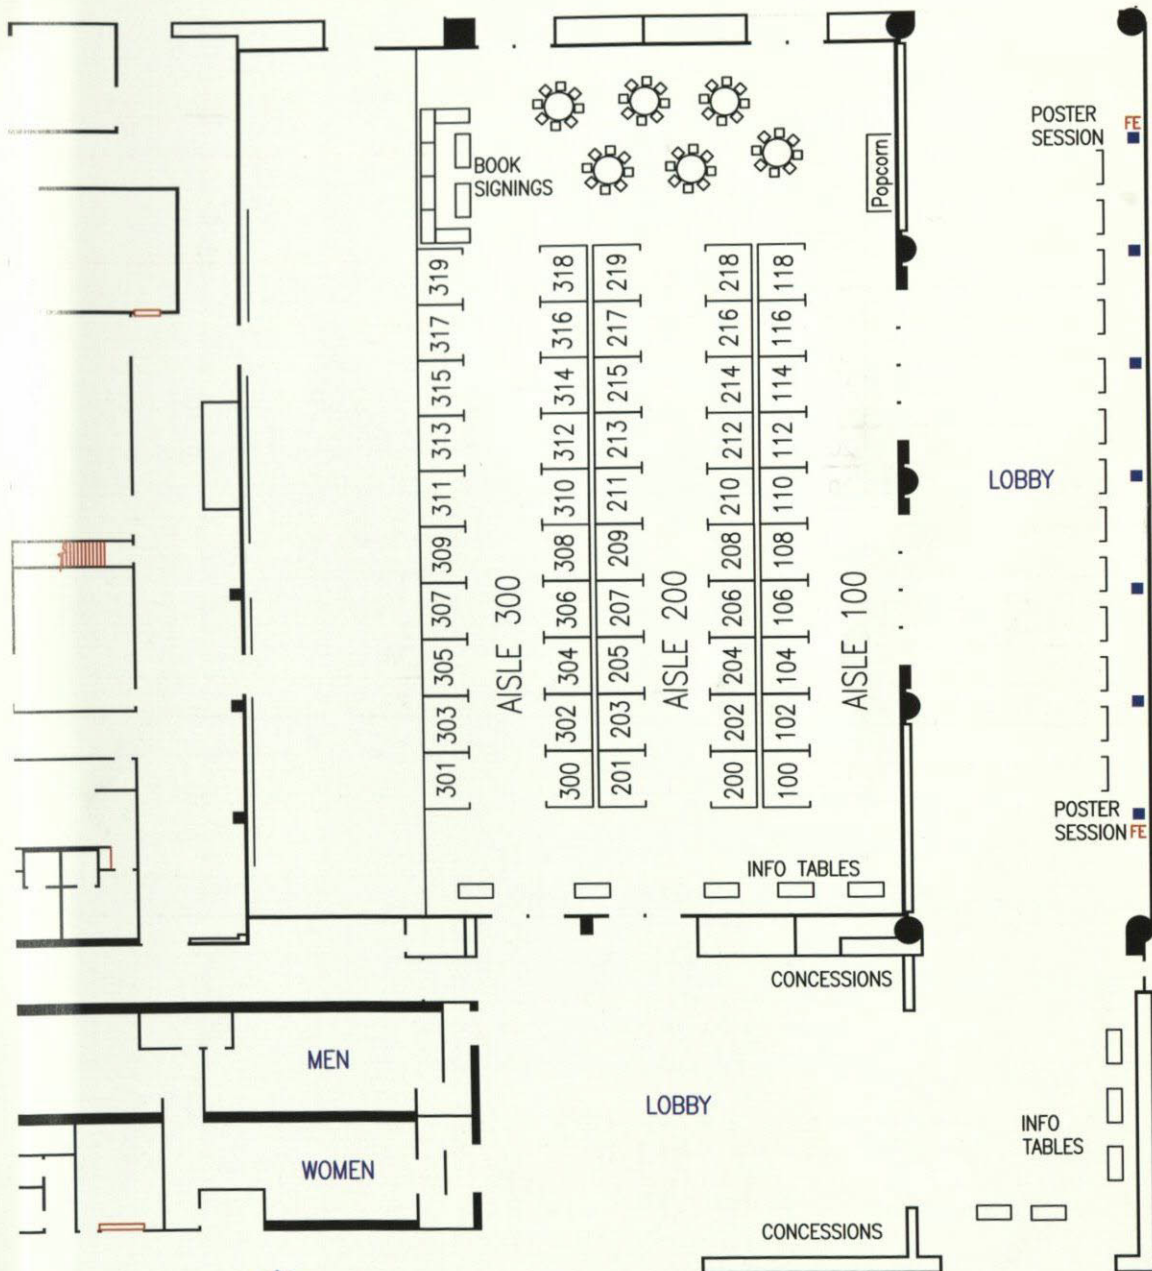 POSTER
SESSION
FE
BOOK
SIGNINGS
Popcorn
319 318 219 218 118
317 316 217 216 116
315 314 215 214 114
313 312 213 212 112
311 310 211 210 110
309 308 209 208 108
307 306 207 206 106
305 304 205 204 104
303 302 203 202 102
301 300 201 200 100
AISLE 300
AISLE 200
AISLE 100
LOBBY
POSTER
SESSION FE
INFO TABLES
CONCESSIONS
MEN
LOBBY
INFO
TABLES
WOMEN
CONCESSIONS